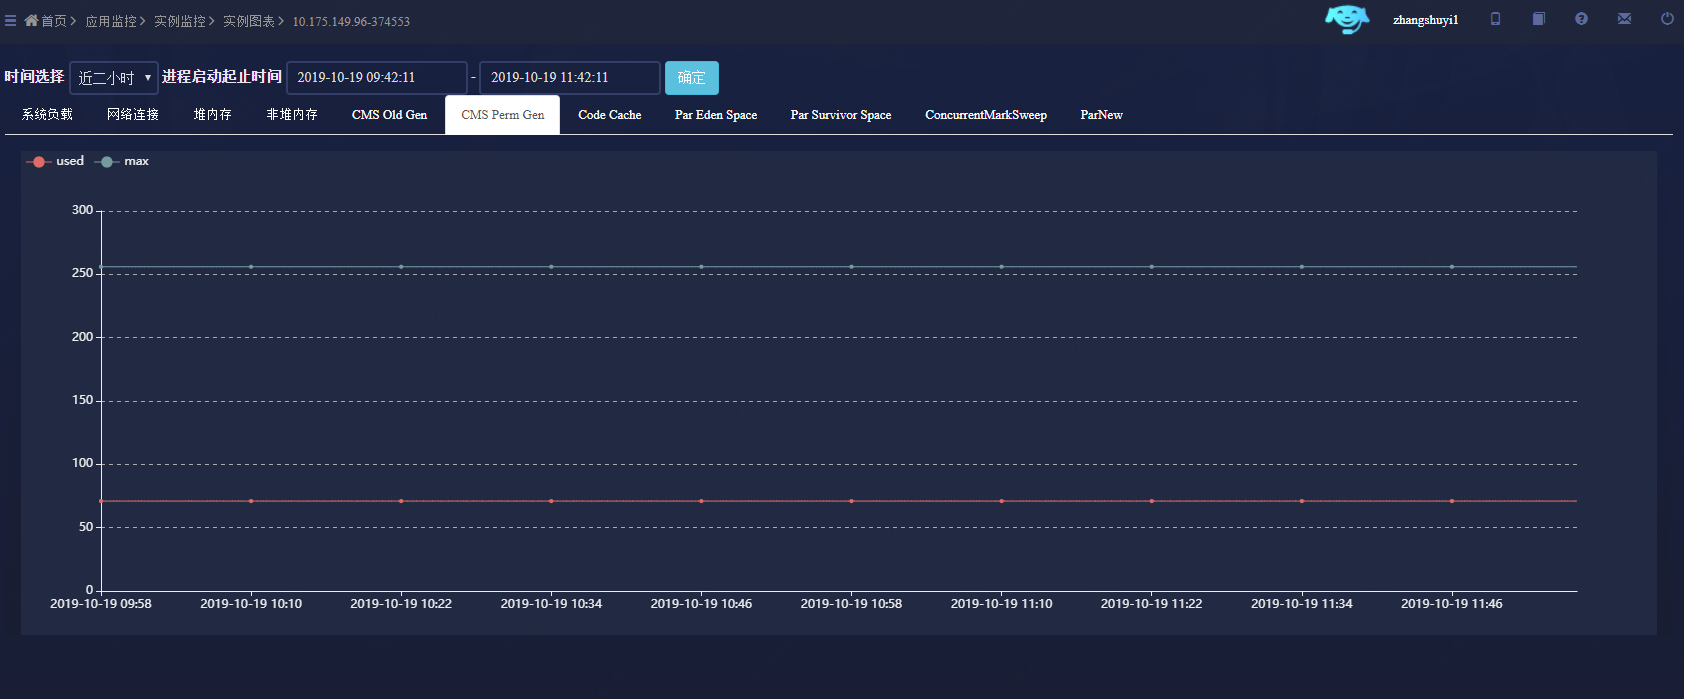 首页 应用监控 实例监控 实例图表 10.175.149.96-374553 zhangshuyi1
时间选择 近二小时 进程启动起止时间 2019-10-19 09:42:11 - 2019-10-19 11:42:11 确定
系统负载 网络连接 堆内存 非堆内存 CMS Old Gen CMS Perm Gen Code Cache Par Eden Space Par Survivor Space ConcurrentMarkSweep ParNew
used max
300
250
200
150
100
50
0
2019-10-19 09:58 2019-10-19 10:10 2019-10-19 10:22 2019-10-19 10:34 2019-10-19 10:46 2019-10-19 10:58 2019-10-19 11:10 2019-10-19 11:22 2019-10-19 11:34 2019-10-19 11:46